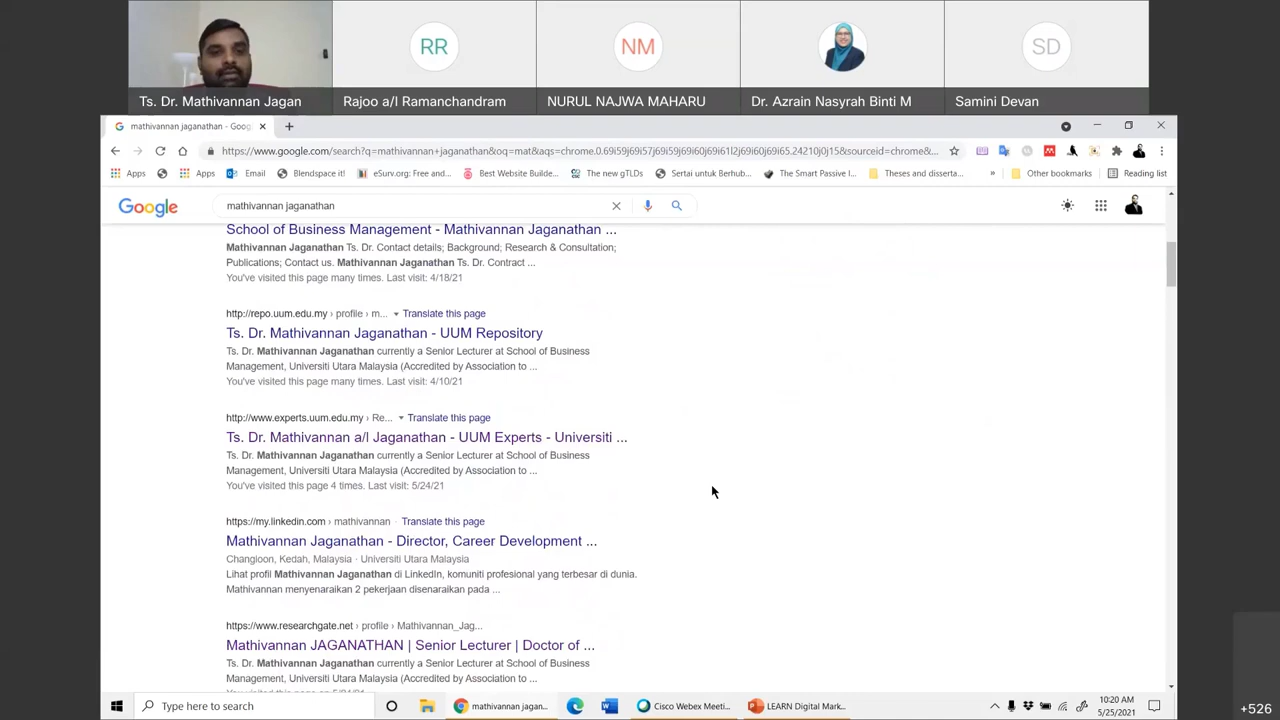 RR
NM
SD
Ts. Dr. Mathivannan Jagan
Rajoo a/l Ramanchandram
NURUL NAJWA MAHARU
Dr. Azrain Nasyrah Binti M
Samini Devan
mathivannan jaganathan - Goog
https://www.google.com/search?q=mathivannan+jaganathan&oq=mat&aqs=chrome.0.69i59j69i57j69i59j69i60j69i61l2j69i60j69i65.24210j0j15&sourceid=chrome&...
Apps
Apps
Email
Blendspace it!
eSurv.org: Free and...
Best Website Builde...
The new gTLDs
Sertai untuk Berhub...
The Smart Passive I...
Theses and disserta...
»
Other bookmarks
Reading list
Google
mathivannan jaganathan
School of Business Management - Mathivannan Jaganathan ...
Mathivannan Jaganathan Ts. Dr. Contact details; Background; Research & Consultation;
Publications; Contact us. Mathivannan Jaganathan Ts. Dr. Contract ...
You've visited this page many times. Last visit: 4/18/21
http://repo.uum.edu.my › profile › m... Translate this page
Ts. Dr. Mathivannan Jaganathan - UUM Repository
Ts. Dr. Mathivannan Jaganathan currently a Senior Lecturer at School of Business
Management, Universiti Utara Malaysia (Accredited by Association to ...
You've visited this page many times. Last visit: 4/10/21
http://www.experts.uum.edu.my › Re... Translate this page
Ts. Dr. Mathivannan a/l Jaganathan - UUM Experts - Universiti ...
Ts. Dr. Mathivannan Jaganathan currently a Senior Lecturer at School of Business
Management, Universiti Utara Malaysia (Accredited by Association to ...
You've visited this page 4 times. Last visit: 5/24/21
https://my.linkedin.com › mathivannan · Translate this page
Mathivannan Jaganathan - Director, Career Development ...
Changloon, Kedah, Malaysia · Universiti Utara Malaysia
Lihat profil Mathivannan Jaganathan di LinkedIn, komuniti profesional yang terbesar di dunia.
Mathivannan menyenaraikan 2 pekerjaan disenaraikan pada ...
https://www.researchgate.net › profile › Mathivannan_Jag...
Mathivannan JAGANATHAN | Senior Lecturer | Doctor of ...
Ts. Dr. Mathivannan Jaganathan currently a Senior Lecturer at School of Business
Management, Universiti Utara Malaysia (Accredited by Association to ...
Type here to search
mathivannan jagan...
Cisco Webex Meeti...
LEARN Digital Mark...
10:20 AM
5/25/2021
+526